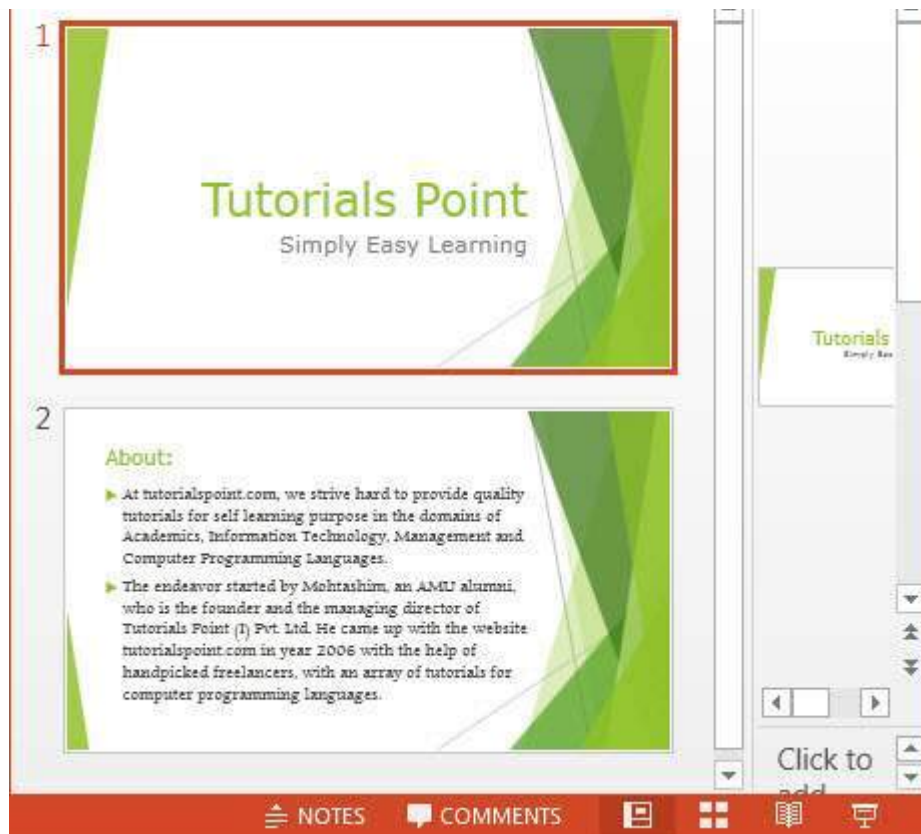 1
Tutorials Point
Simply Easy Learning
2
About:
At tutorialspoint.com, we strive hard to provide quality
tutorials for self learning purpose in the domains of
Academics, Information Technology, Management and
Computer Programming Languages.
The endeavor started by Mohtashim, an AMU alumni,
who is the founder and the managing director of
Tutorials Point (I) Pvt. Ltd. He came up with the website
tutorialspoint.com in year 2006 with the help of
handpicked freelancers, with an array of tutorials for
computer programming languages.
Tutorials
Simply Eas
Click to
add
NOTES
COMMENTS